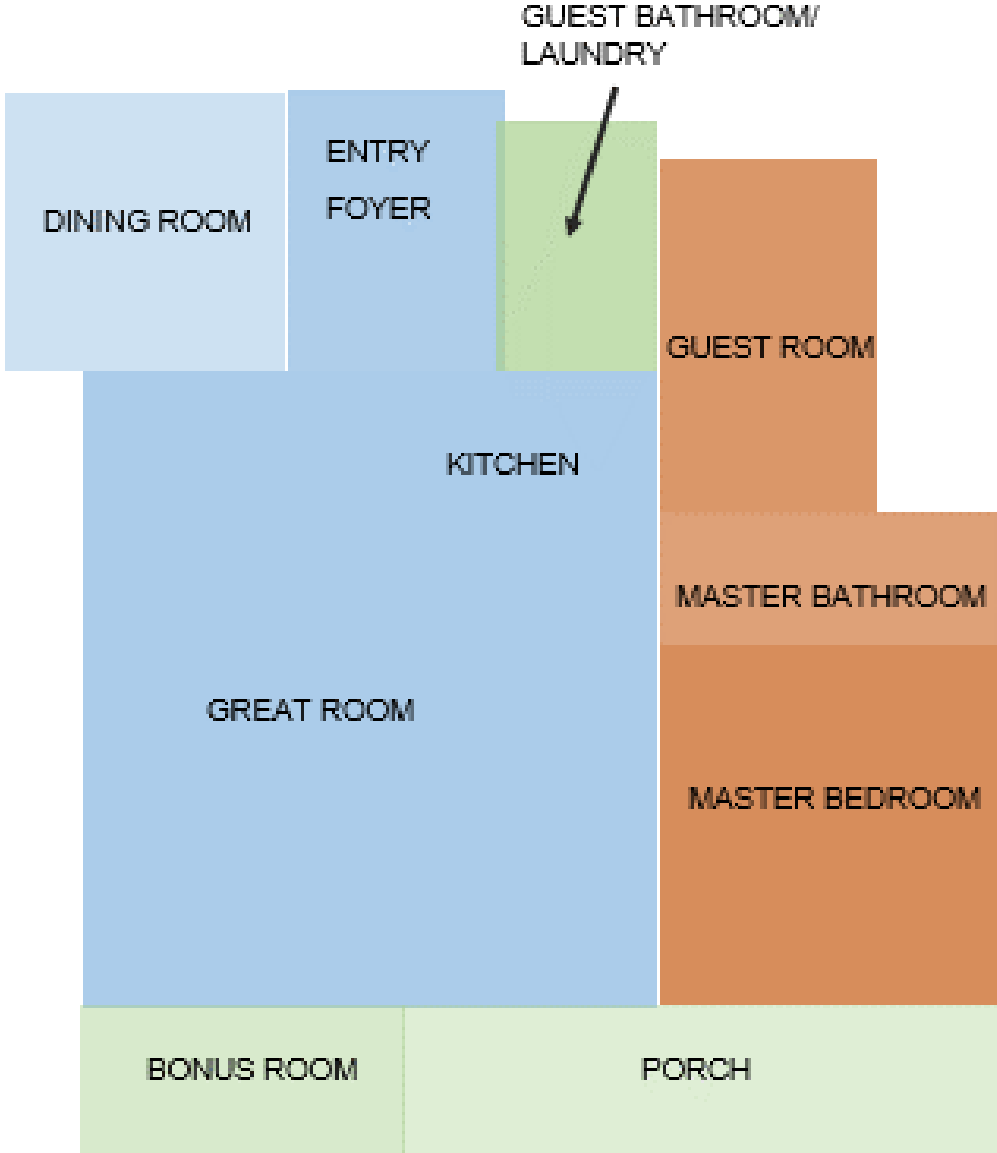 GUEST BATHROOM/
LAUNDRY
ENTRY
FOYER
DINING ROOM
GUEST ROOM
KITCHEN
MASTER BATHROOM
GREAT ROOM
MASTER BEDROOM
BONUS ROOM
PORCH